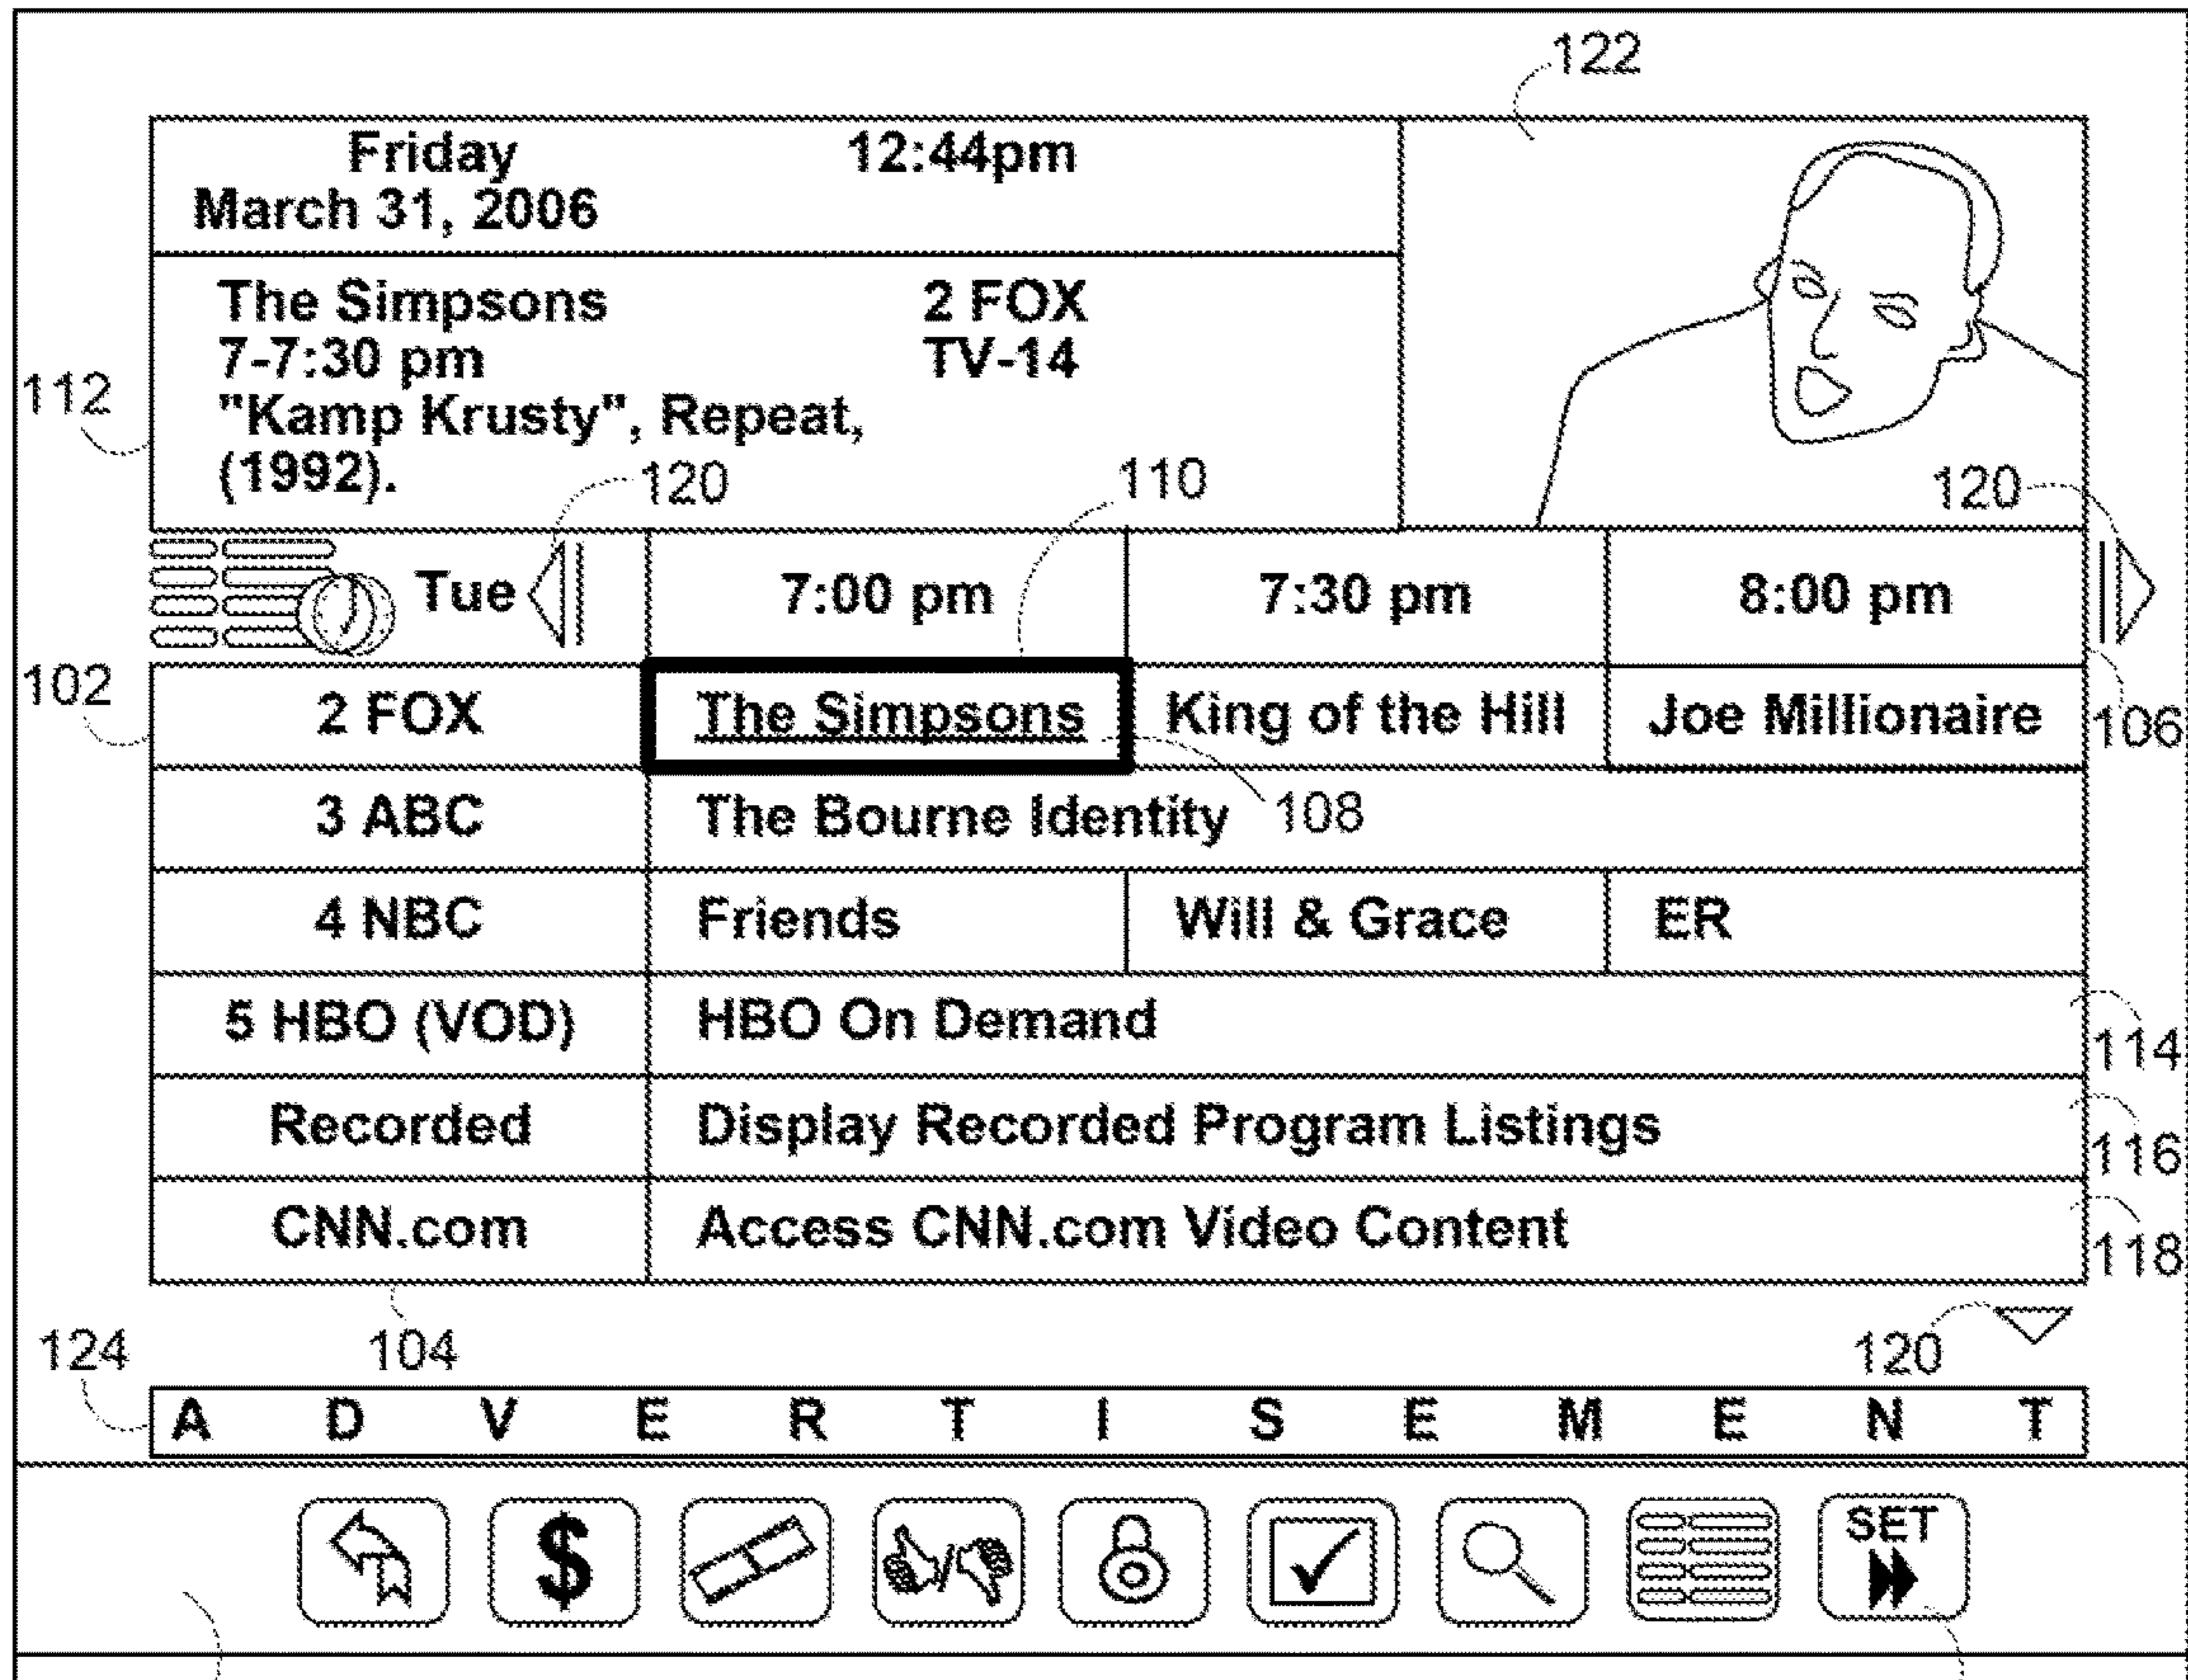 122
Friday 12:44pm
March 31, 2006
The Simpsons 2 FOX
7-7:30 pm TV-14
112
"Kamp Krusty", Repeat,
(1992).
120 110 120
Tue 7:00 pm 7:30 pm 8:00 pm
102
2 FOX The Simpsons King of the Hill Joe Millionaire 106
3 ABC The Bourne Identity 108
4 NBC Friends Will & Grace ER
5 HBO (VOD) HBO On Demand 114
Recorded Display Recorded Program Listings 116
CNN.com Access CNN.com Video Content 118
124 104 120
A D V E R T I S E M E N T
$ SET